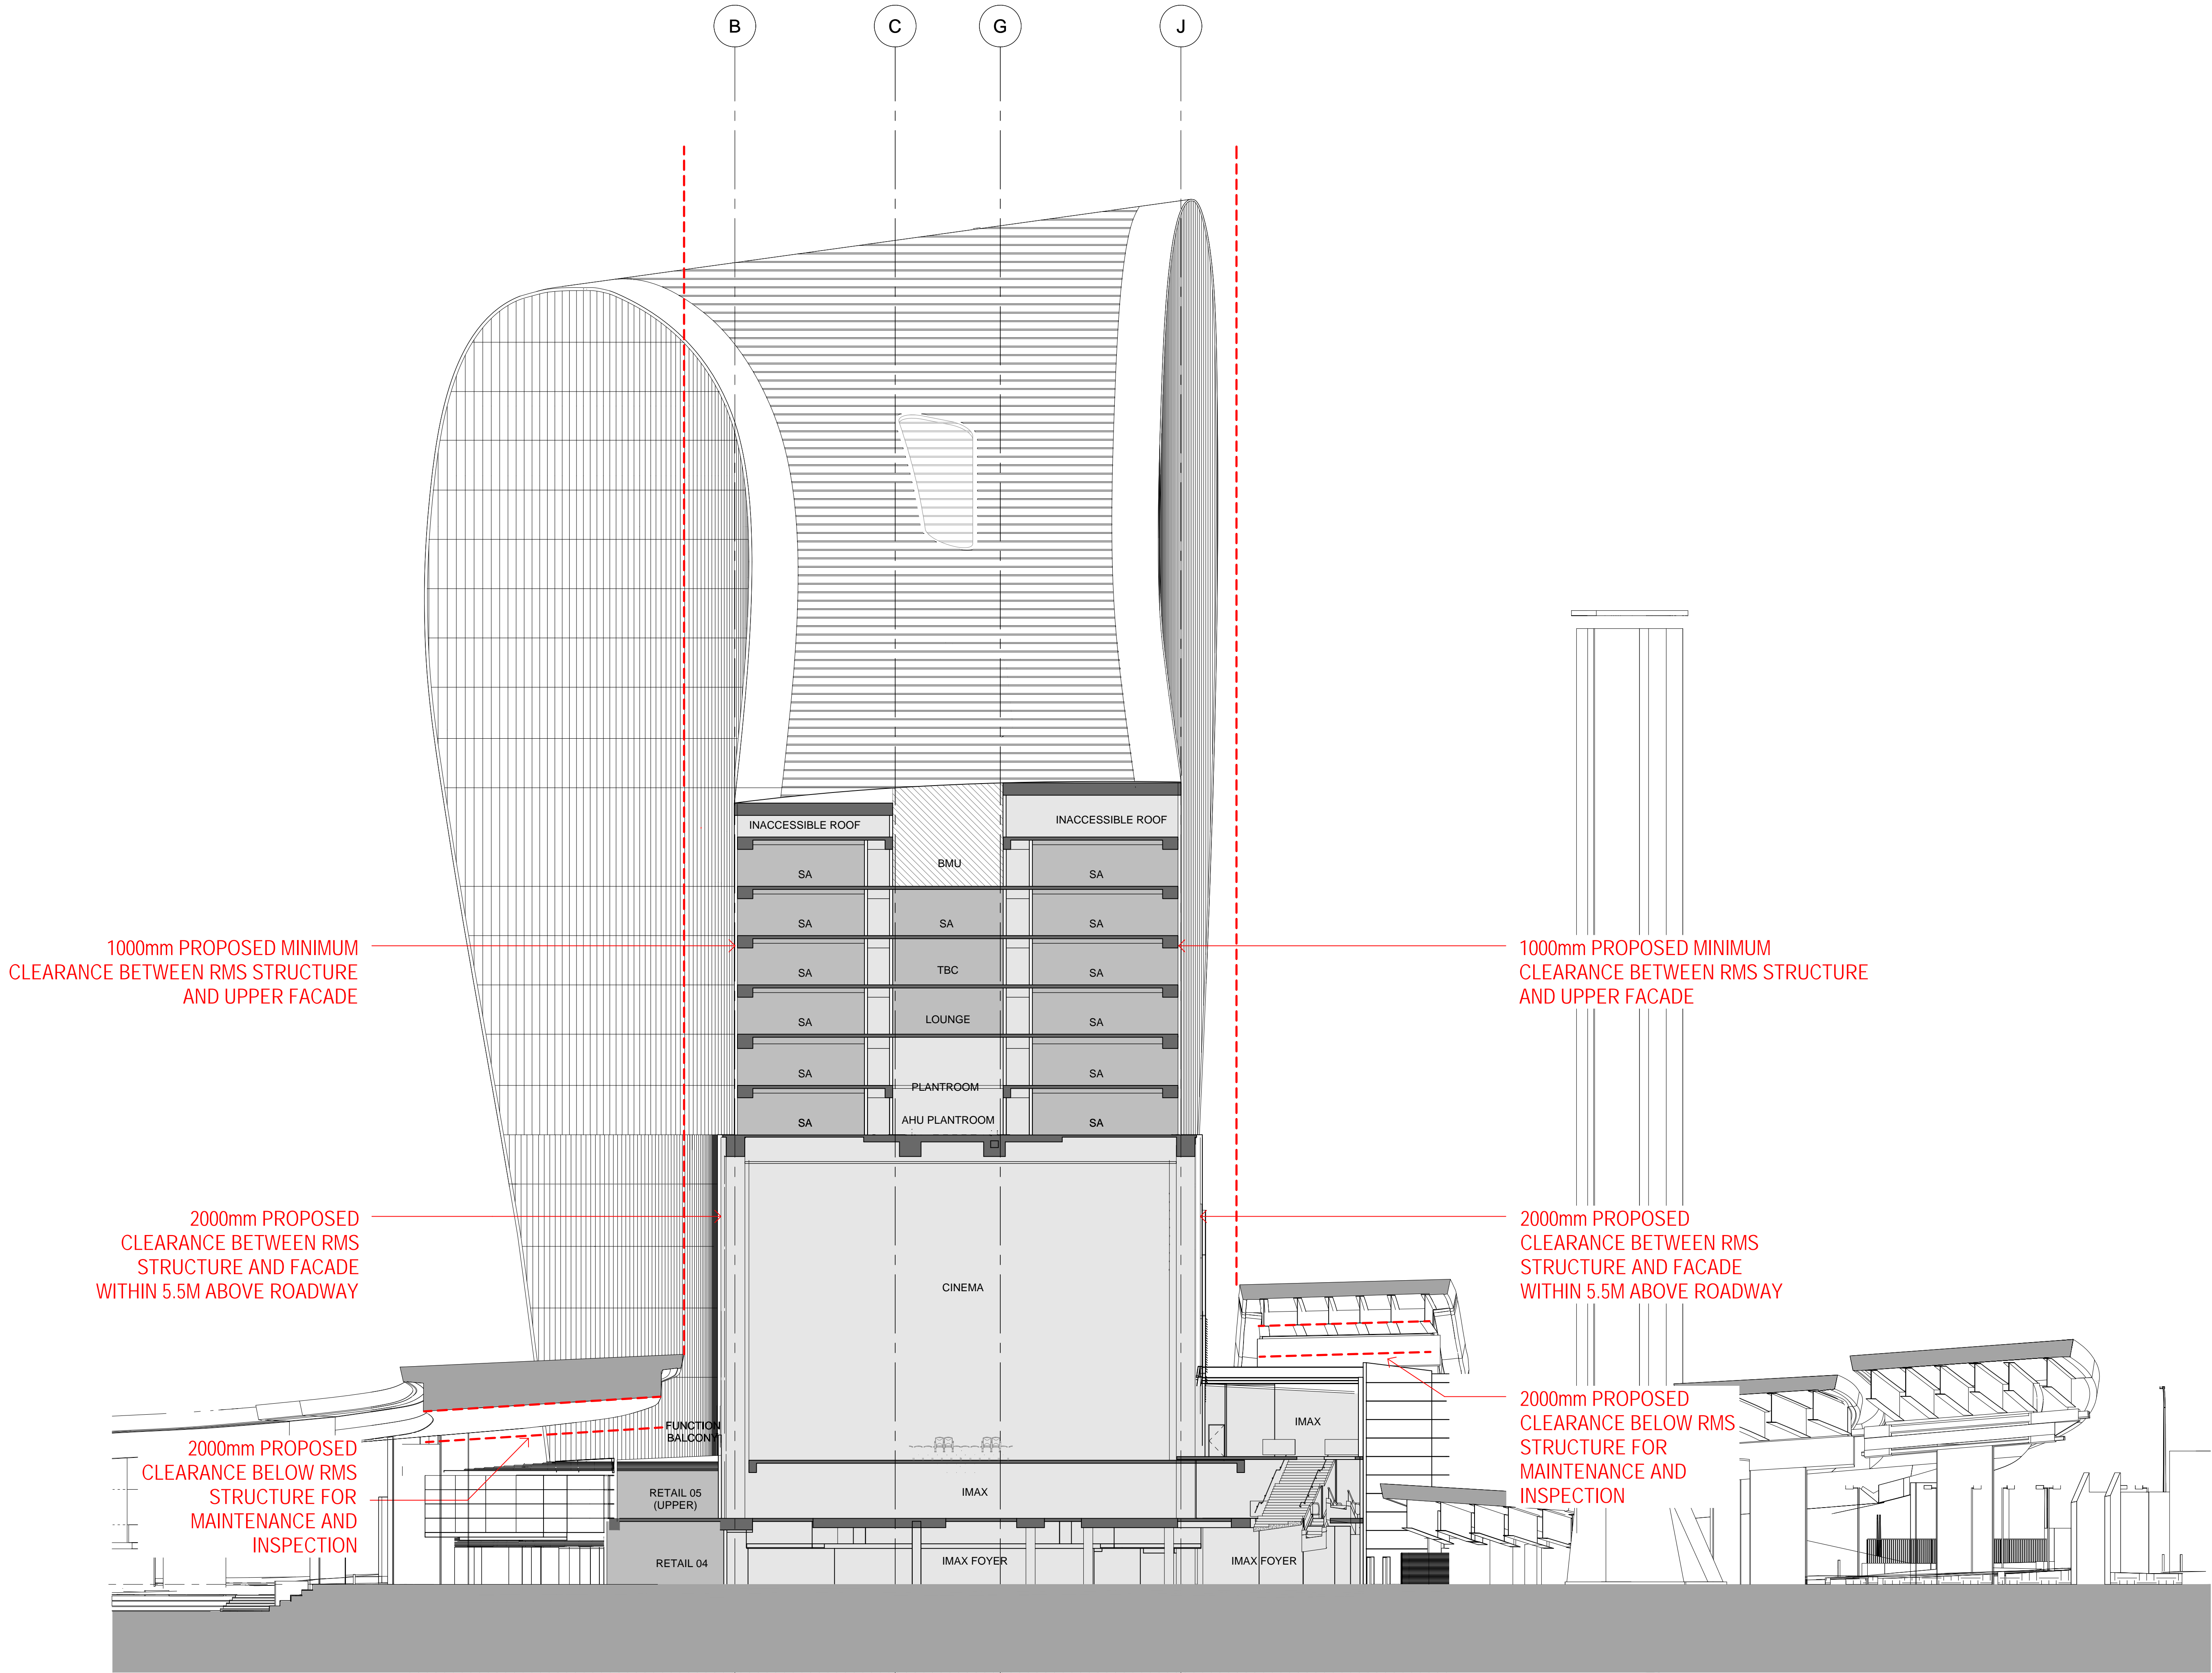 B
C
G
J
INACCESSIBLE ROOF
INACCESSIBLE ROOF
BMU
SA
SA
SA
SA
SA
1000mm PROPOSED MINIMUM
CLEARANCE BETWEEN RMS STRUCTURE
AND UPPER FACADE
1000mm PROPOSED MINIMUM
CLEARANCE BETWEEN RMS STRUCTURE
AND UPPER FACADE
SA
TBC
SA
SA
LOUNGE
SA
SA
SA
PLANTROOM
SA
AHU PLANTROOM
SA
2000mm PROPOSED
CLEARANCE BETWEEN RMS
STRUCTURE AND FACADE
WITHIN 5.5M ABOVE ROADWAY
2000mm PROPOSED
CLEARANCE BETWEEN RMS
STRUCTURE AND FACADE
WITHIN 5.5M ABOVE ROADWAY
CINEMA
2000mm PROPOSED
CLEARANCE BELOW RMS
STRUCTURE FOR
MAINTENANCE AND
INSPECTION
FUNCTION
BALCONY
IMAX
2000mm PROPOSED
CLEARANCE BELOW RMS
STRUCTURE FOR
MAINTENANCE AND
INSPECTION
RETAIL 05
(UPPER)
IMAX
RETAIL 04
IMAX FOYER
IMAX FOYER